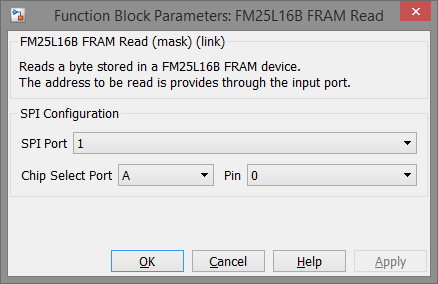 Function Block Parameters: FM25L16B FRAM Read
FM25L16B FRAM Read (mask) (link)
Reads a byte stored in a FM25L16B FRAM device.
The address to be read is provides through the input port.
SPI Configuration
SPI Port 1
Chip Select Port A Pin 0
OK Cancel Help Apply